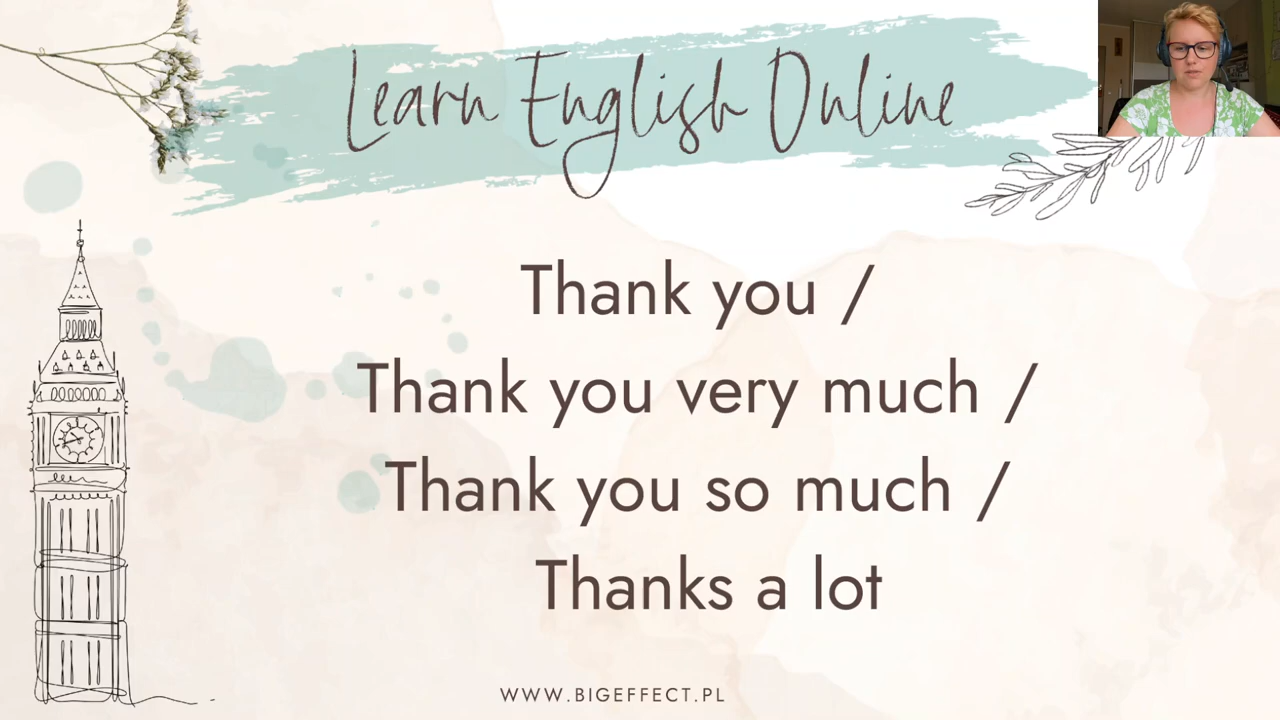 Learn English Online
Thank you /
Thank you very much /
Thank you so much /
Thanks a lot
WWW.BIGEFFECT.PL